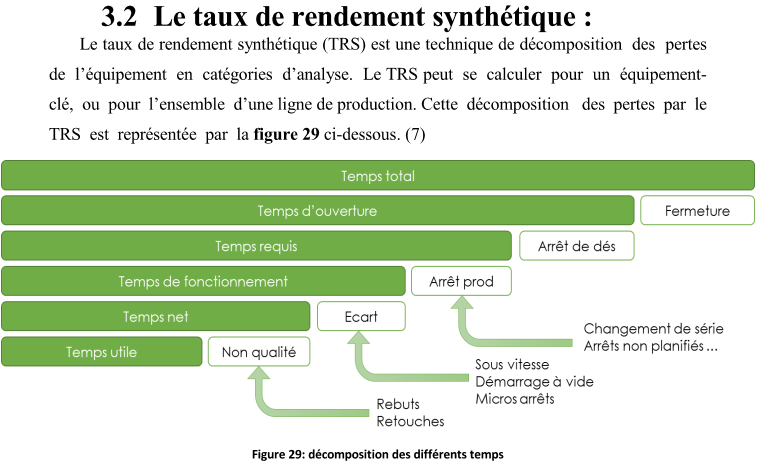 3.2 Le taux de rendement synthétique :
Le taux de rendement synthétique (TRS) est une technique de décomposition des pertes
de l’équipement en catégories d’analyse. Le TRS peut se calculer pour un équipement-
clé, ou pour l’ensemble d’une ligne de production. Cette décomposition des pertes par le
TRS est représentée par la figure 29 ci-dessous. (7)
Temps total
Temps d’ouverture
Fermeture
Temps requis
Arrêt de dés
Temps de fonctionnement
Arrêt prod
Temps net
Ecart
Temps utile
Non qualité
Changement de série
Arrêts non planifiés ...
Sous vitesse
Démarrage à vide
Micros arrêts
Rebuts
Retouches
Figure 29: décomposition des différents temps